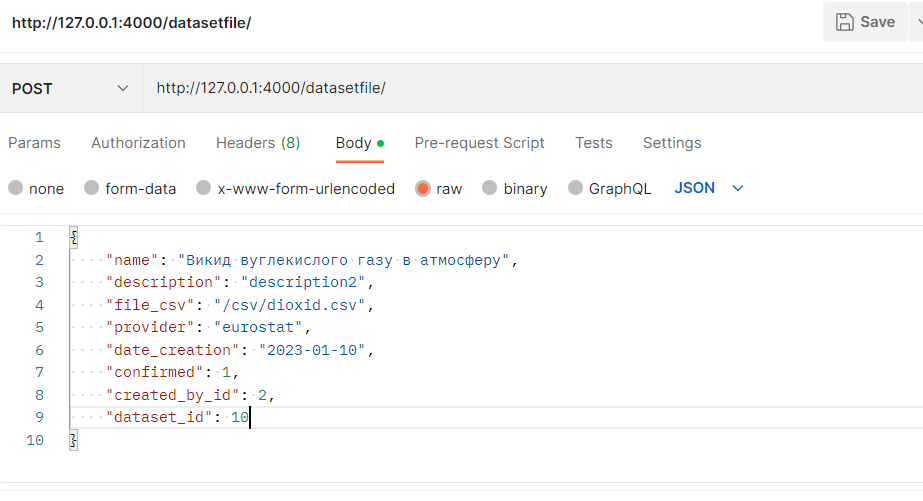 http://127.0.0.1:4000/datasetfile/
Save
POST http://127.0.0.1:4000/datasetfile/
Params Authorization Headers (8) Body Pre-request Script Tests Settings
none form-data x-www-form-urlencoded raw binary GraphQL JSON
1 {
2 "name": "Викид вуглекислого газу в атмосферу",
3 "description": "description2",
4 "file_csv": "/csv/dioxid.csv",
5 "provider": "eurostat",
6 "date_creation": "2023-01-10",
7 "confirmed": 1,
8 "created_by_id": 2,
9 "dataset_id": 10
10 }